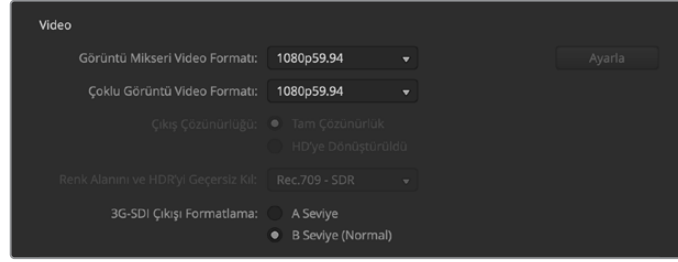 Video
Görüntü Mikseri Video Formatı: 1080p59.94 Ayarla
Çoklu Görüntü Video Formatı: 1080p59.94
Çıkış Çözünürlüğü: Tam Çözünürlük
HD'ye Dönüştürüldü
Renk Alanını ve HDR'yi Geçersiz Kıl: Rec.709 - SDR
3G-SDI Çıkışı Formatlama: A Seviye
B Seviye (Normal)